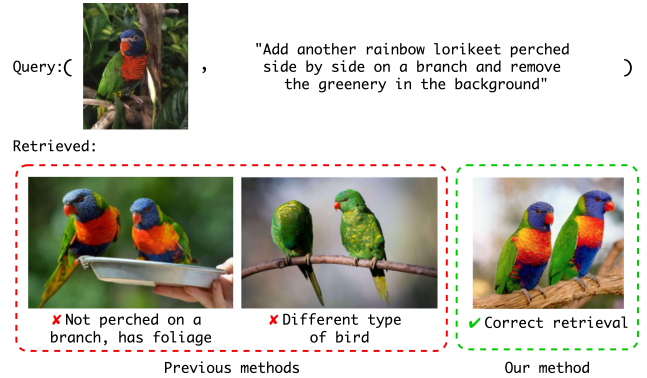 Query:( , "Add another rainbow lorikeet perched
side by side on a branch and remove
the greenery in the background" )
Retrieved:
✘ Not perched on a
branch, has foliage
✘ Different type
of bird
✔ Correct retrieval
Previous methods
Our method